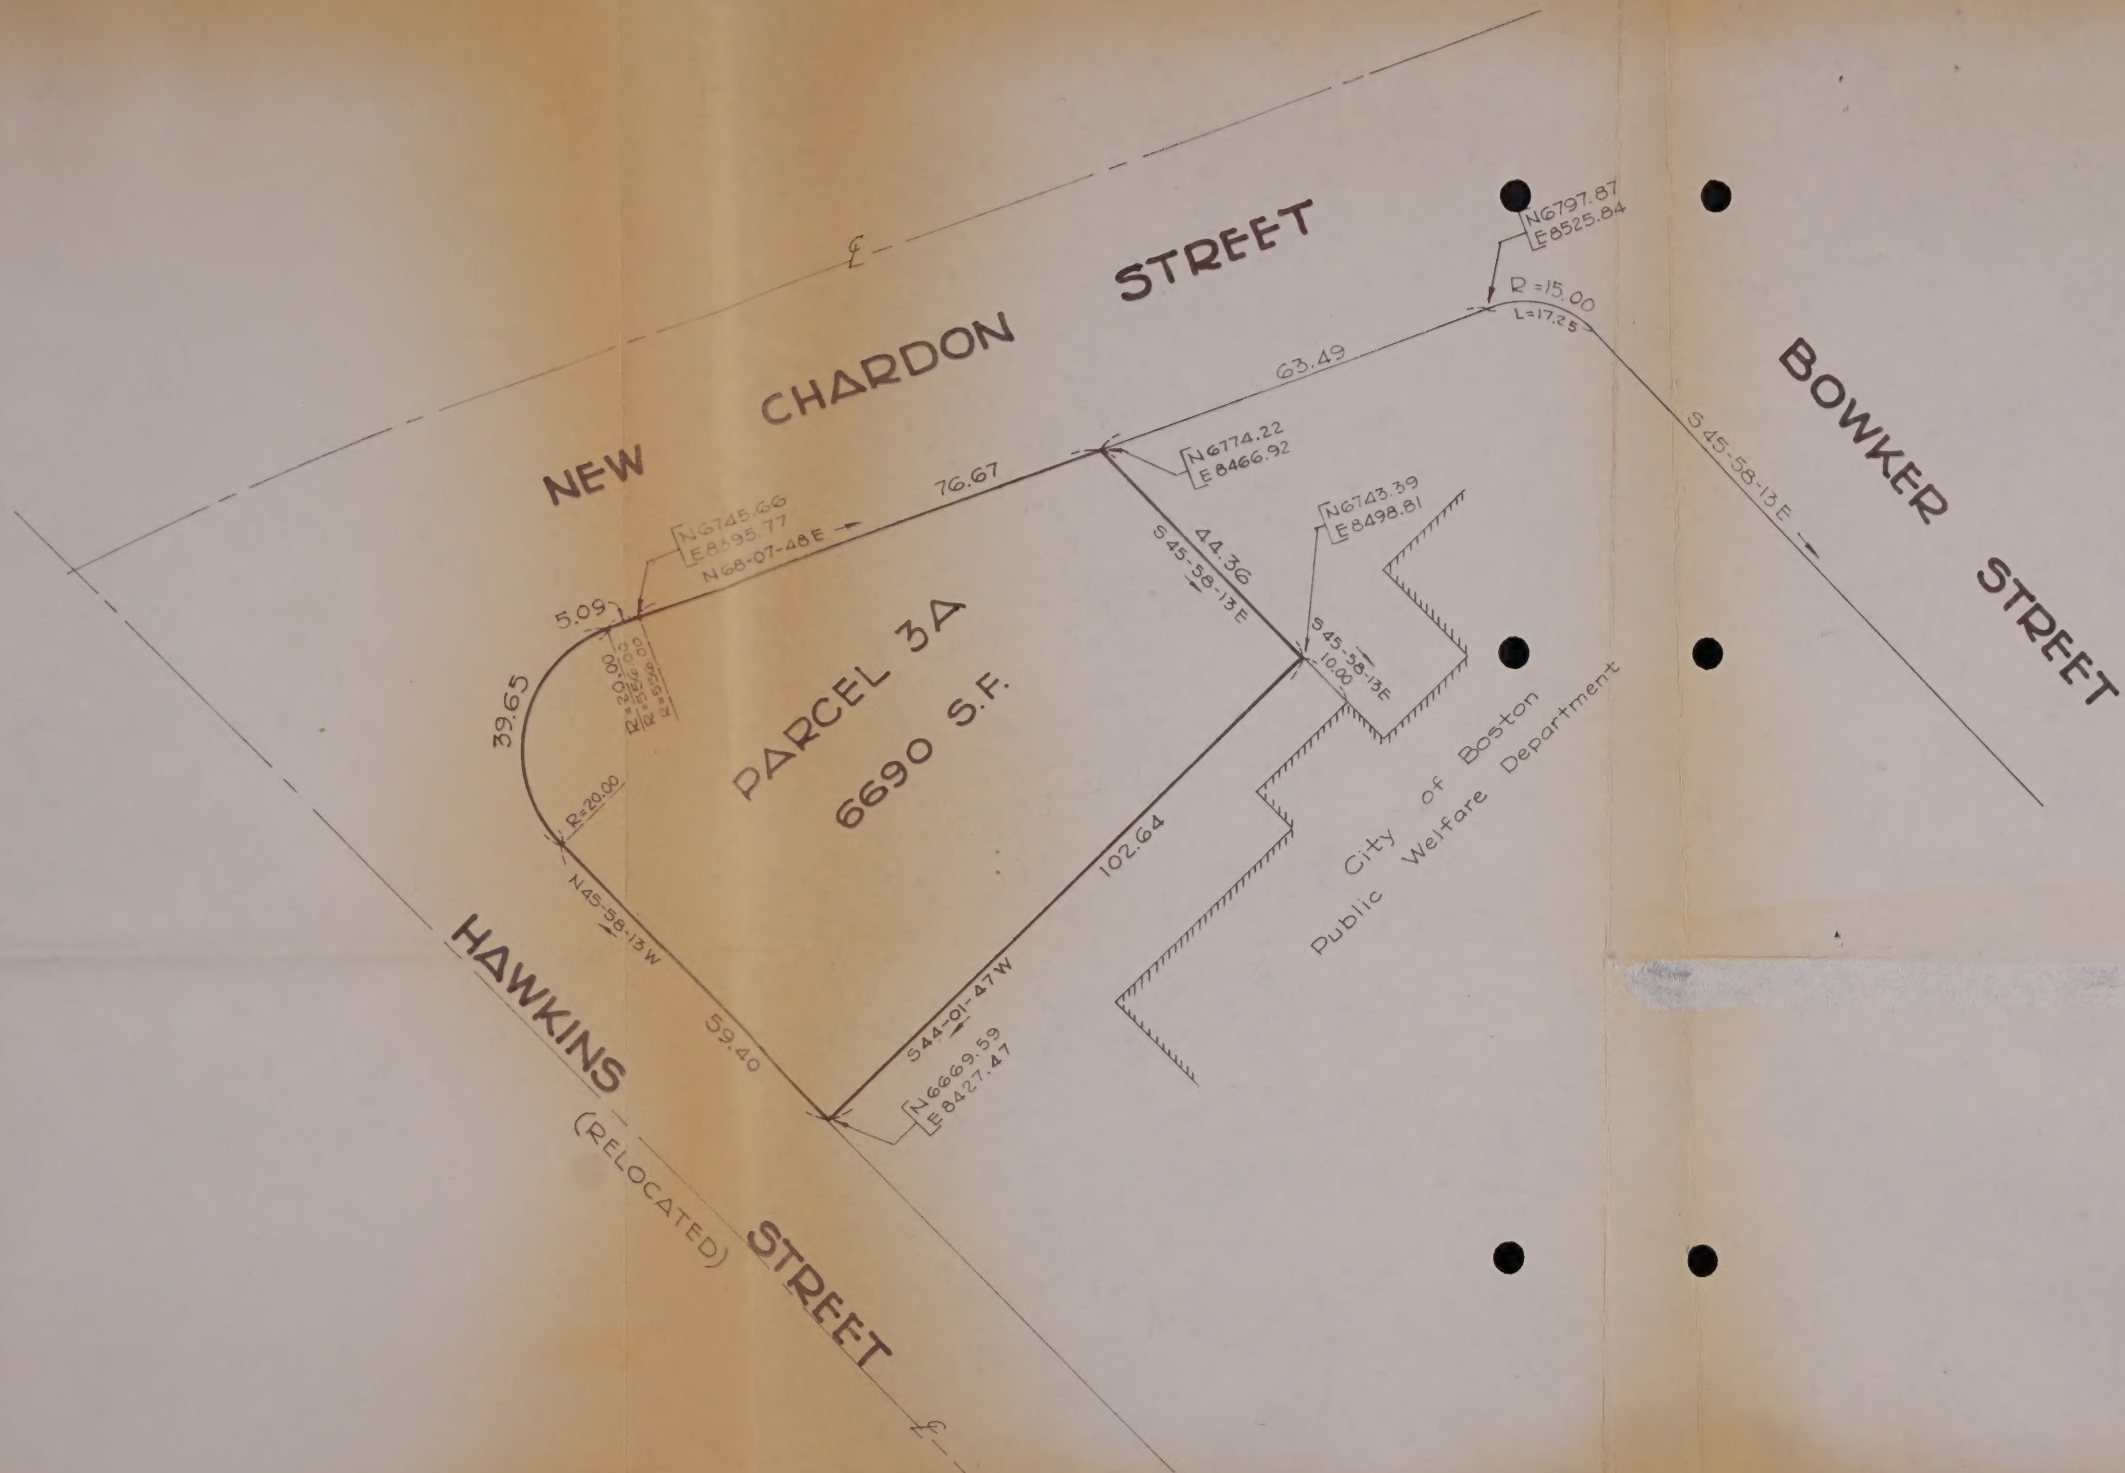 NEW CHARDON STREET
℄
N6797.87
E8525.84
R=15.00
L=17.25
63.49
BOWKER STREET
S45-58-13E
N6774.22
E8466.92
76.67
N6745.66
E8395.77
N68-07-48E
N6743.39
E8498.81
44.36
S45-58-13E
5.09
R=20.00
R=556.00
R=556.00
S45-58-13E
10.00
39.65
PARCEL 3A
6690 S.F.
R=20.00
City of Boston
Public Welfare Department
102.64
N45-58-13W
59.40
S44-01-47W
N6669.59
E8427.47
HAWKINS STREET
(RELOCATED)
℄